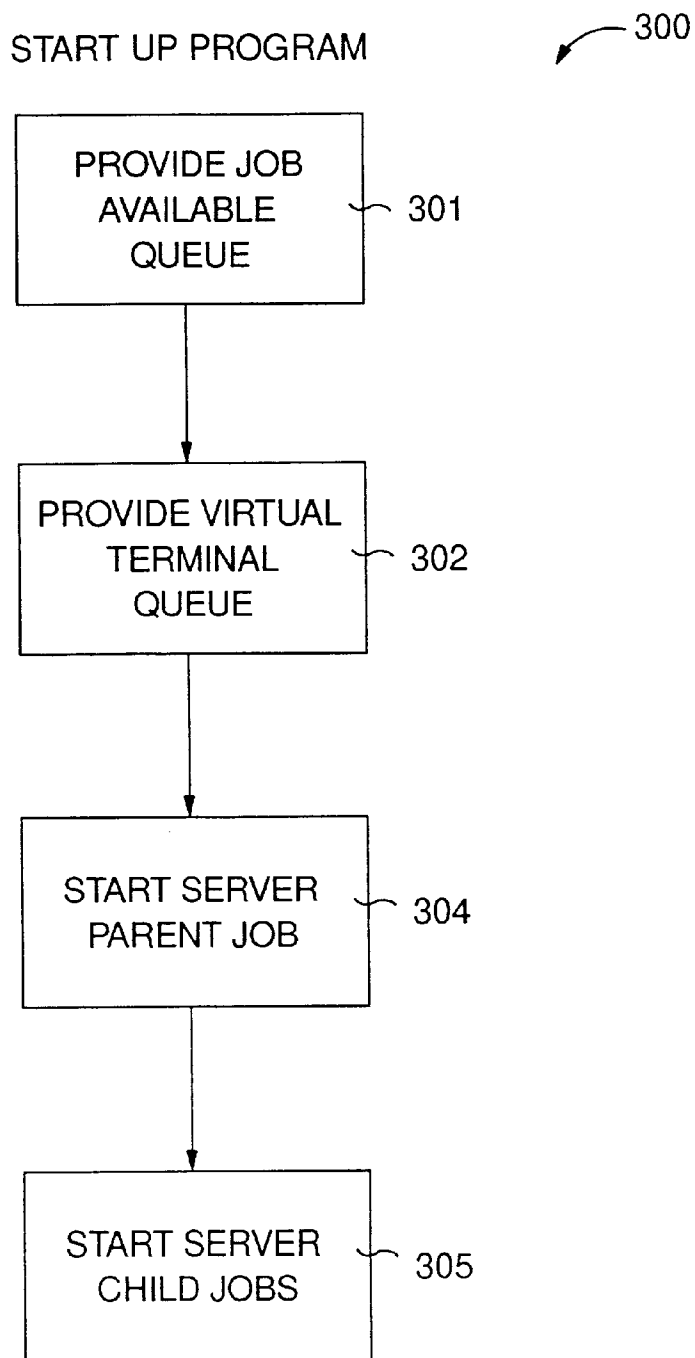 START UP PROGRAM
300
PROVIDE JOB
AVAILABLE
QUEUE
301
PROVIDE VIRTUAL
TERMINAL
QUEUE
302
START SERVER
PARENT JOB
304
START SERVER
CHILD JOBS
305